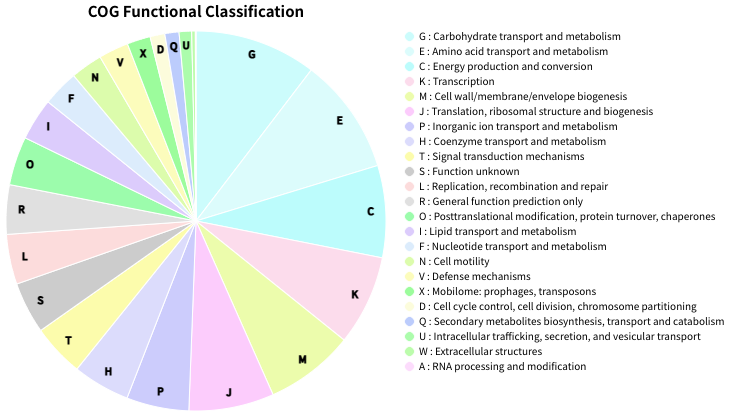 COG Functional Classification
G
E
C
K
M
J
P
H
T
S
L
R
O
I
F
N
V
X
D
Q
U
G : Carbohydrate transport and metabolism
E : Amino acid transport and metabolism
C : Energy production and conversion
K : Transcription
M : Cell wall/membrane/envelope biogenesis
J : Translation, ribosomal structure and biogenesis
P : Inorganic ion transport and metabolism
H : Coenzyme transport and metabolism
T : Signal transduction mechanisms
S : Function unknown
L : Replication, recombination and repair
R : General function prediction only
O : Posttranslational modification, protein turnover, chaperones
I : Lipid transport and metabolism
F : Nucleotide transport and metabolism
N : Cell motility
V : Defense mechanisms
X : Mobilome: prophages, transposons
D : Cell cycle control, cell division, chromosome partitioning
Q : Secondary metabolites biosynthesis, transport and catabolism
U : Intracellular trafficking, secretion, and vesicular transport
W : Extracellular structures
A : RNA processing and modification